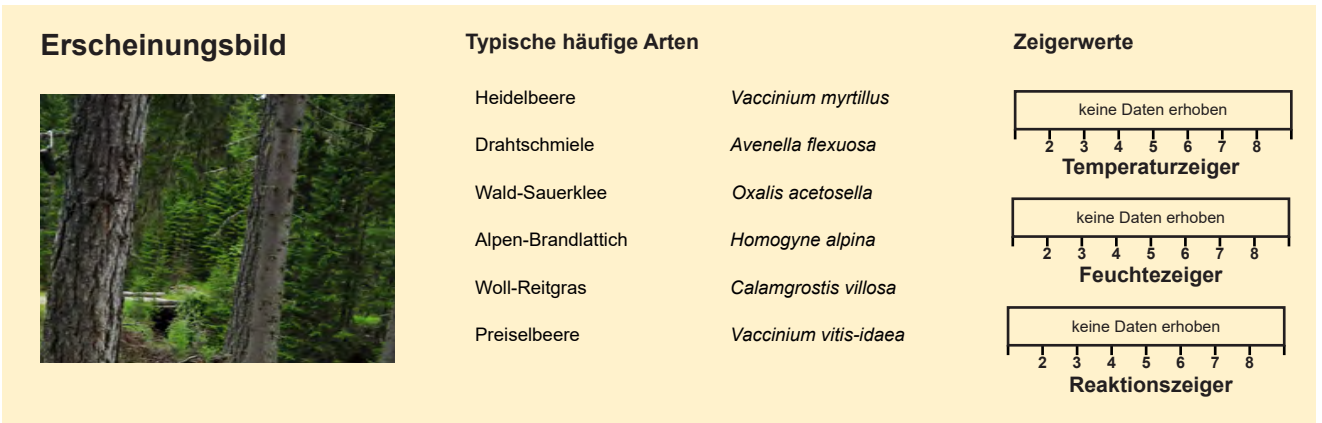 Erscheinungsbild
Typische häufige Arten
Heidelbeere Vaccinium myrtillus
Drahtschmiele Avenella flexuosa
Wald-Sauerklee Oxalis acetosella
Alpen-Brandlattich Homogyne alpina
Woll-Reitgras Calamgrostis villosa
Preiselbeere Vaccinium vitis-idaea
Zeigerwerte
keine Daten erhoben
2 3 4 5 6 7 8
Temperaturzeiger
keine Daten erhoben
2 3 4 5 6 7 8
Feuchtezeiger
keine Daten erhoben
2 3 4 5 6 7 8
Reaktionszeiger